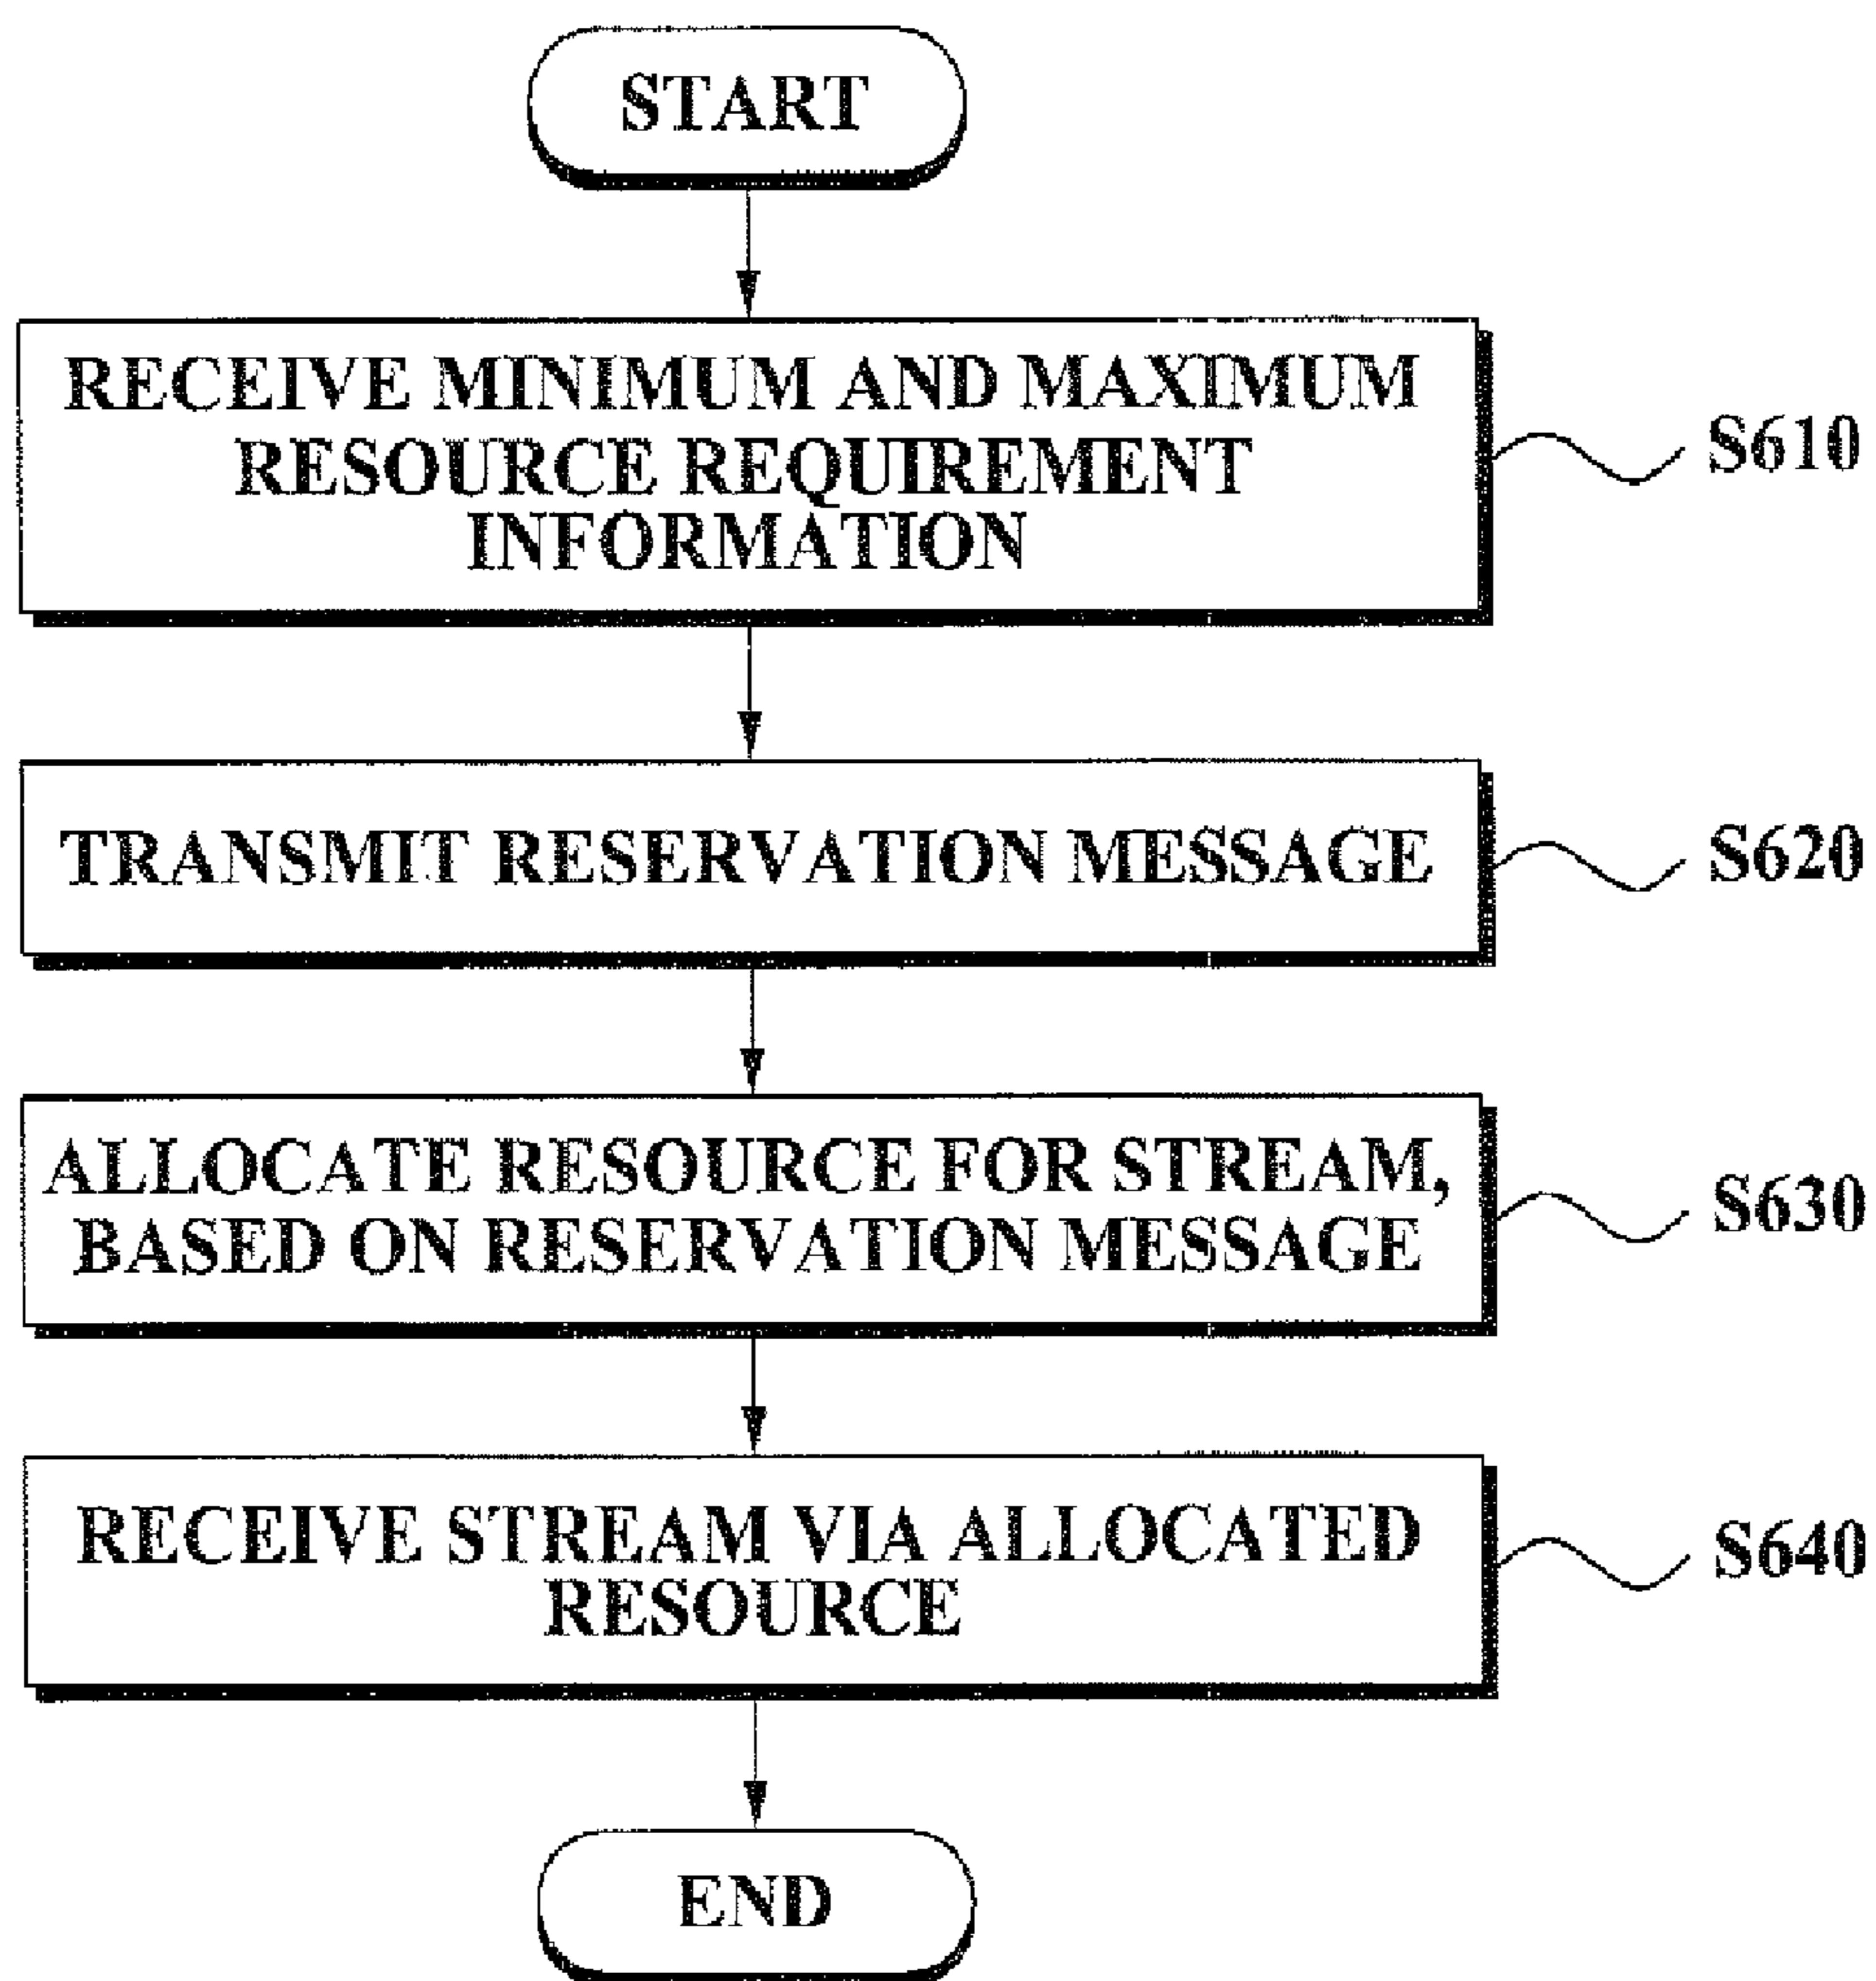 START
RECEIVE MINIMUM AND MAXIMUM
RESOURCE REQUIREMENT
INFORMATION
S610
TRANSMIT RESERVATION MESSAGE
S620
ALLOCATE RESOURCE FOR STREAM,
BASED ON RESERVATION MESSAGE
S630
RECEIVE STREAM VIA ALLOCATED
RESOURCE
S640
END